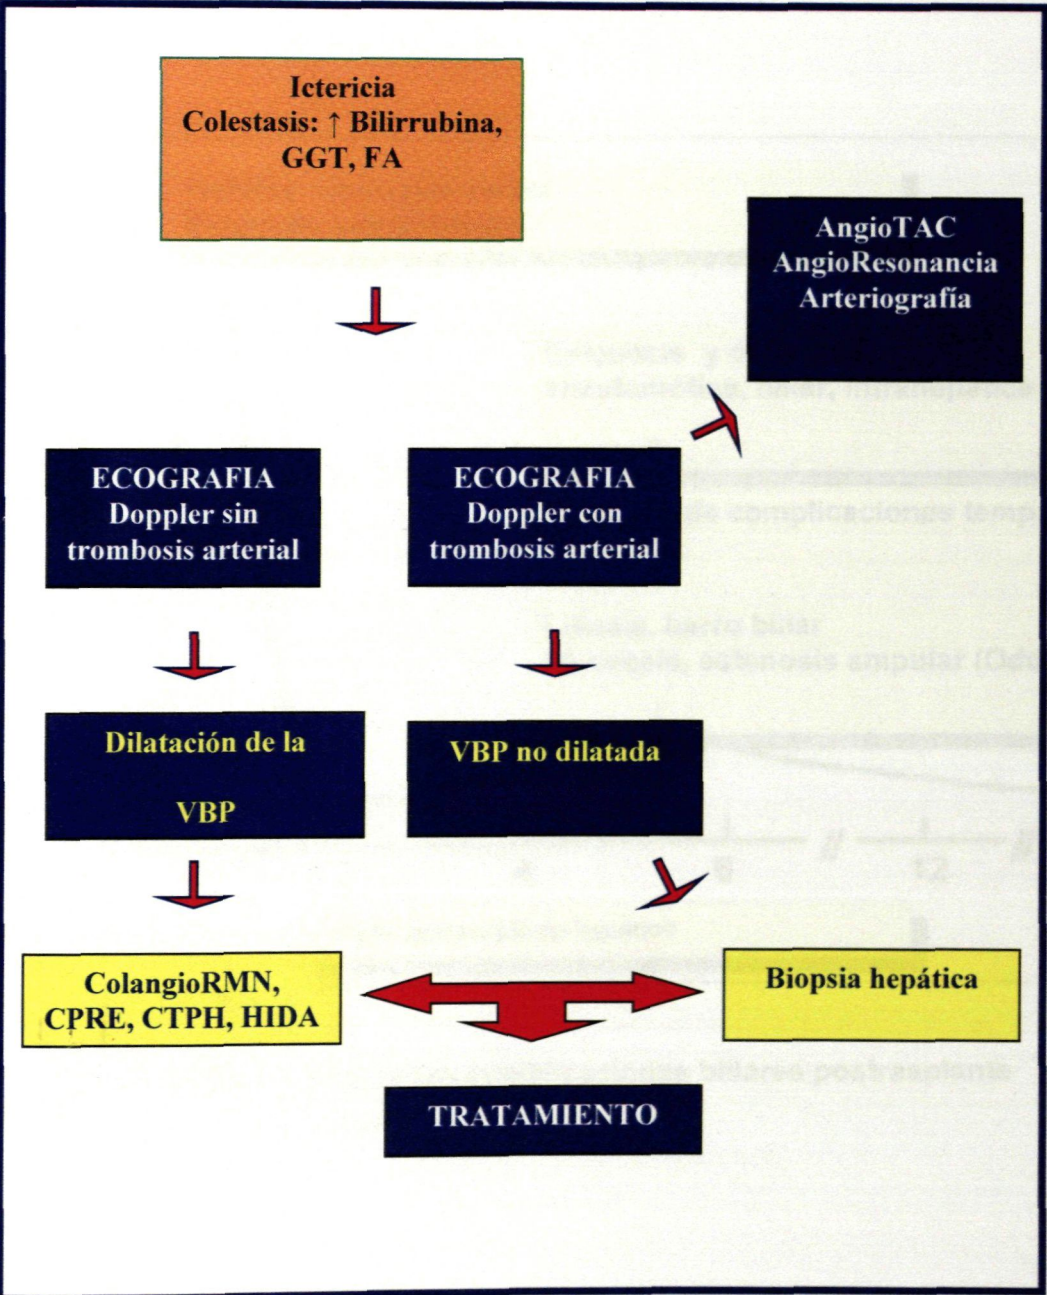 Ictericia
Colestasis: ↑ Bilirrubina,
GGT, FA
AngioTAC
AngioResonancia
Arteriografía
ECOGRAFIA
Doppler sin
trombosis arterial
ECOGRAFIA
Doppler con
trombosis arterial
Dilatación de la
VBP
VBP no dilatada
ColangioRMN,
CPRE, CTPH, HIDA
Biopsia hepática
TRATAMIENTO